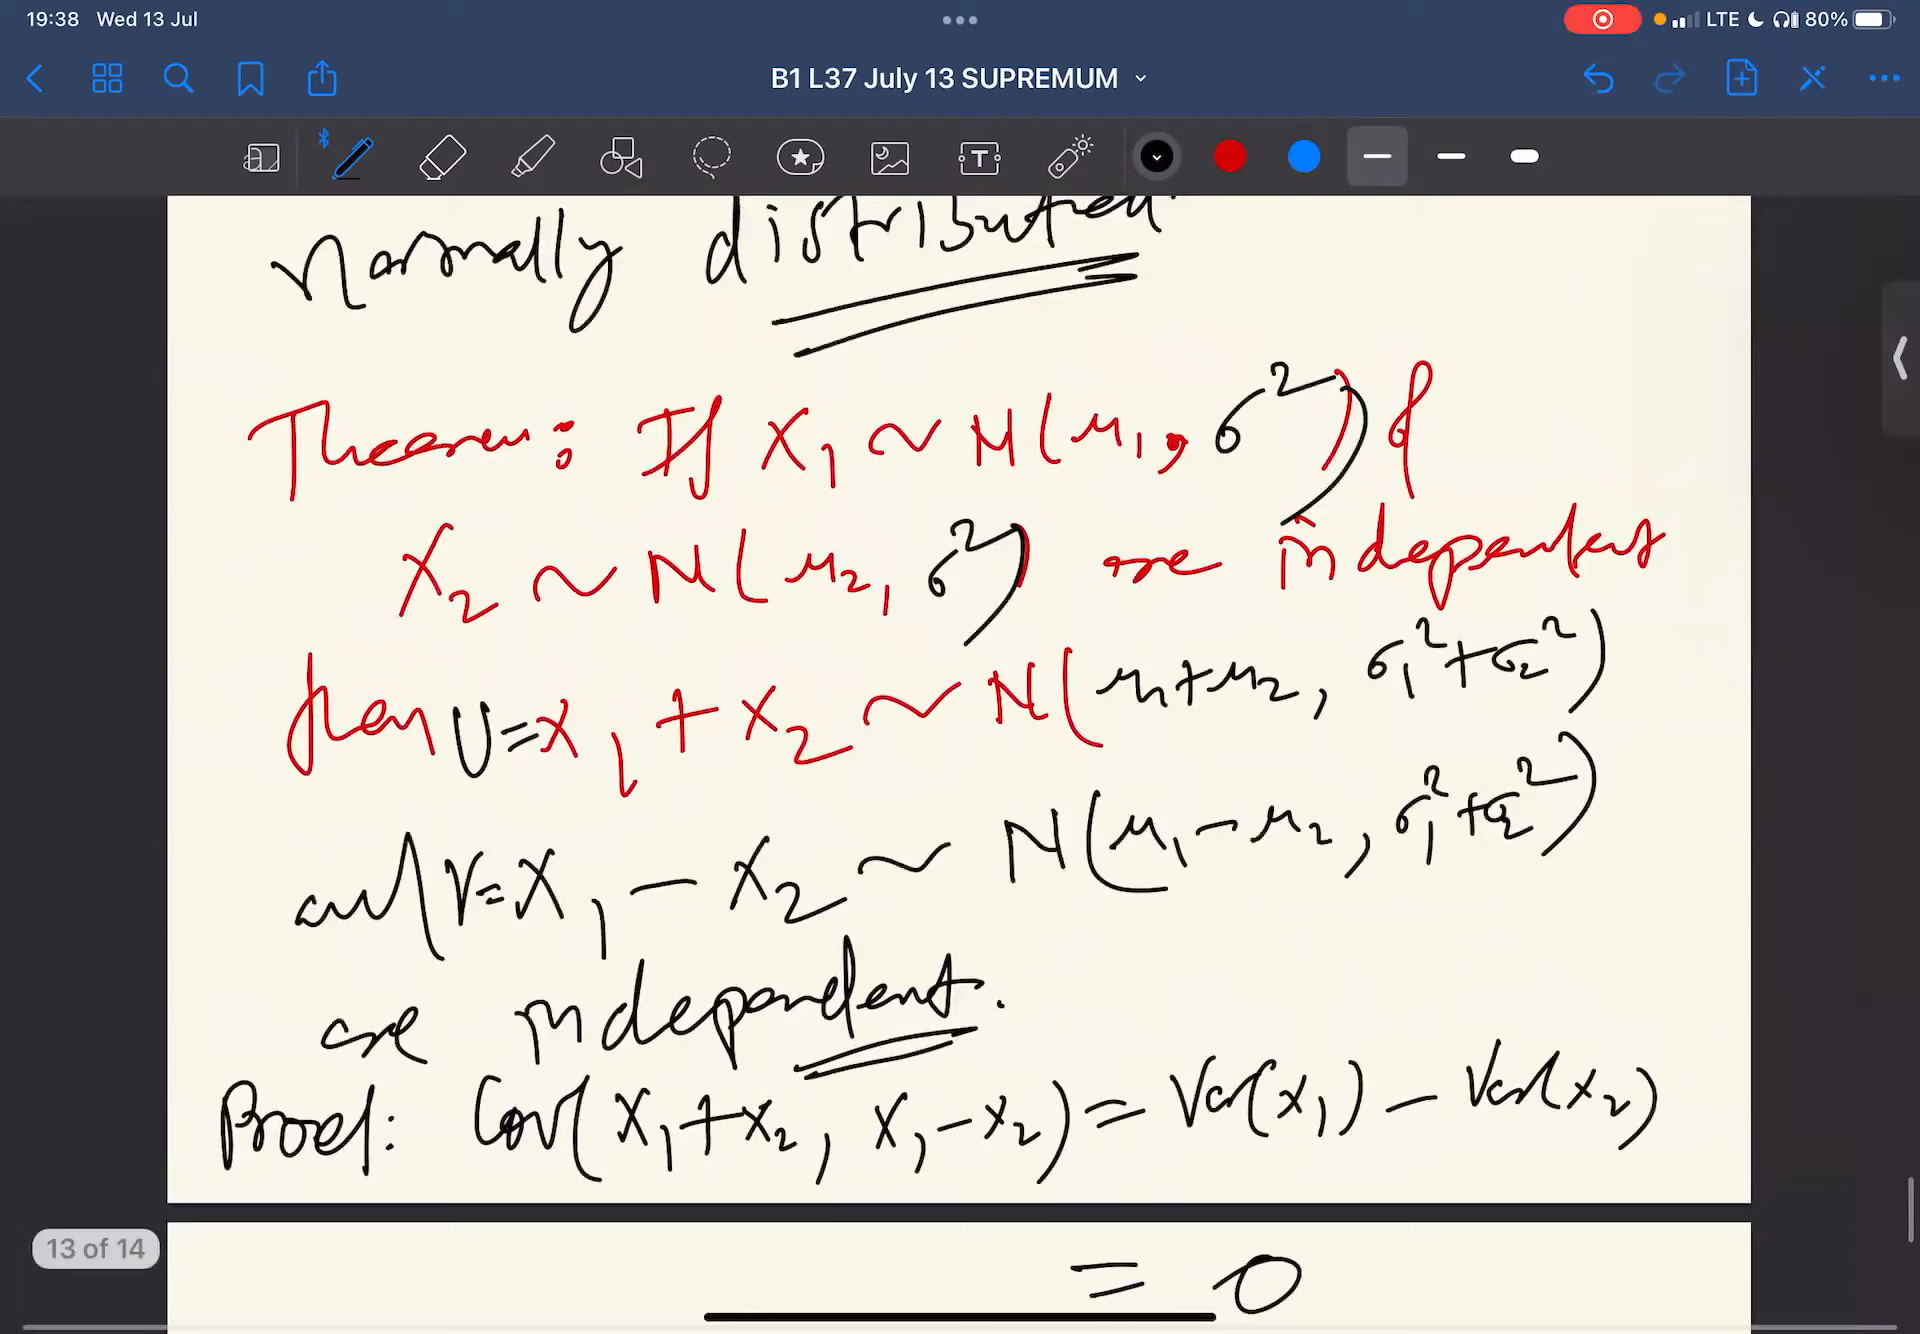 19:38 Wed 13 Jul
LTE 80%
B1 L37 July 13 SUPREMUM
T
normally distributed
Theorem: If X₁ ~ N(μ₁, σ²) &
X₂ ~ N(μ₂, σ²) are independent
then U=X₁ + X₂ ~ N(μ₁+μ₂, σ₁²+σ₂²)
and V=X₁ - X₂ ~ N(μ₁-μ₂, σ₁²+σ₂²)
are independent.
Proof: Cov(X₁+X₂, X₁-X₂) = Var(X₁) - Var(X₂)
13 of 14
= 0